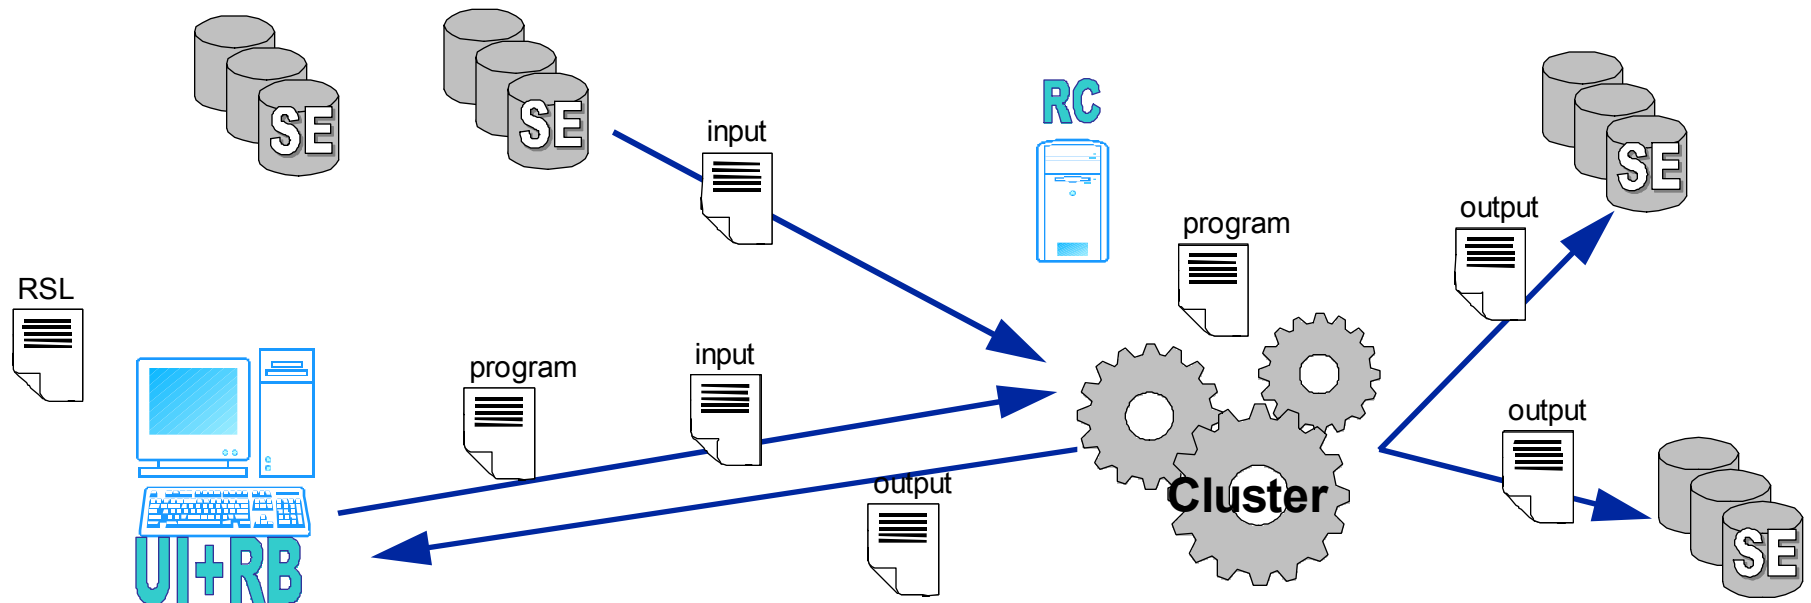 SE
SE
RC
input
SE
program
output
RSL
program
input
output
output
Cluster
SE
UI+RB